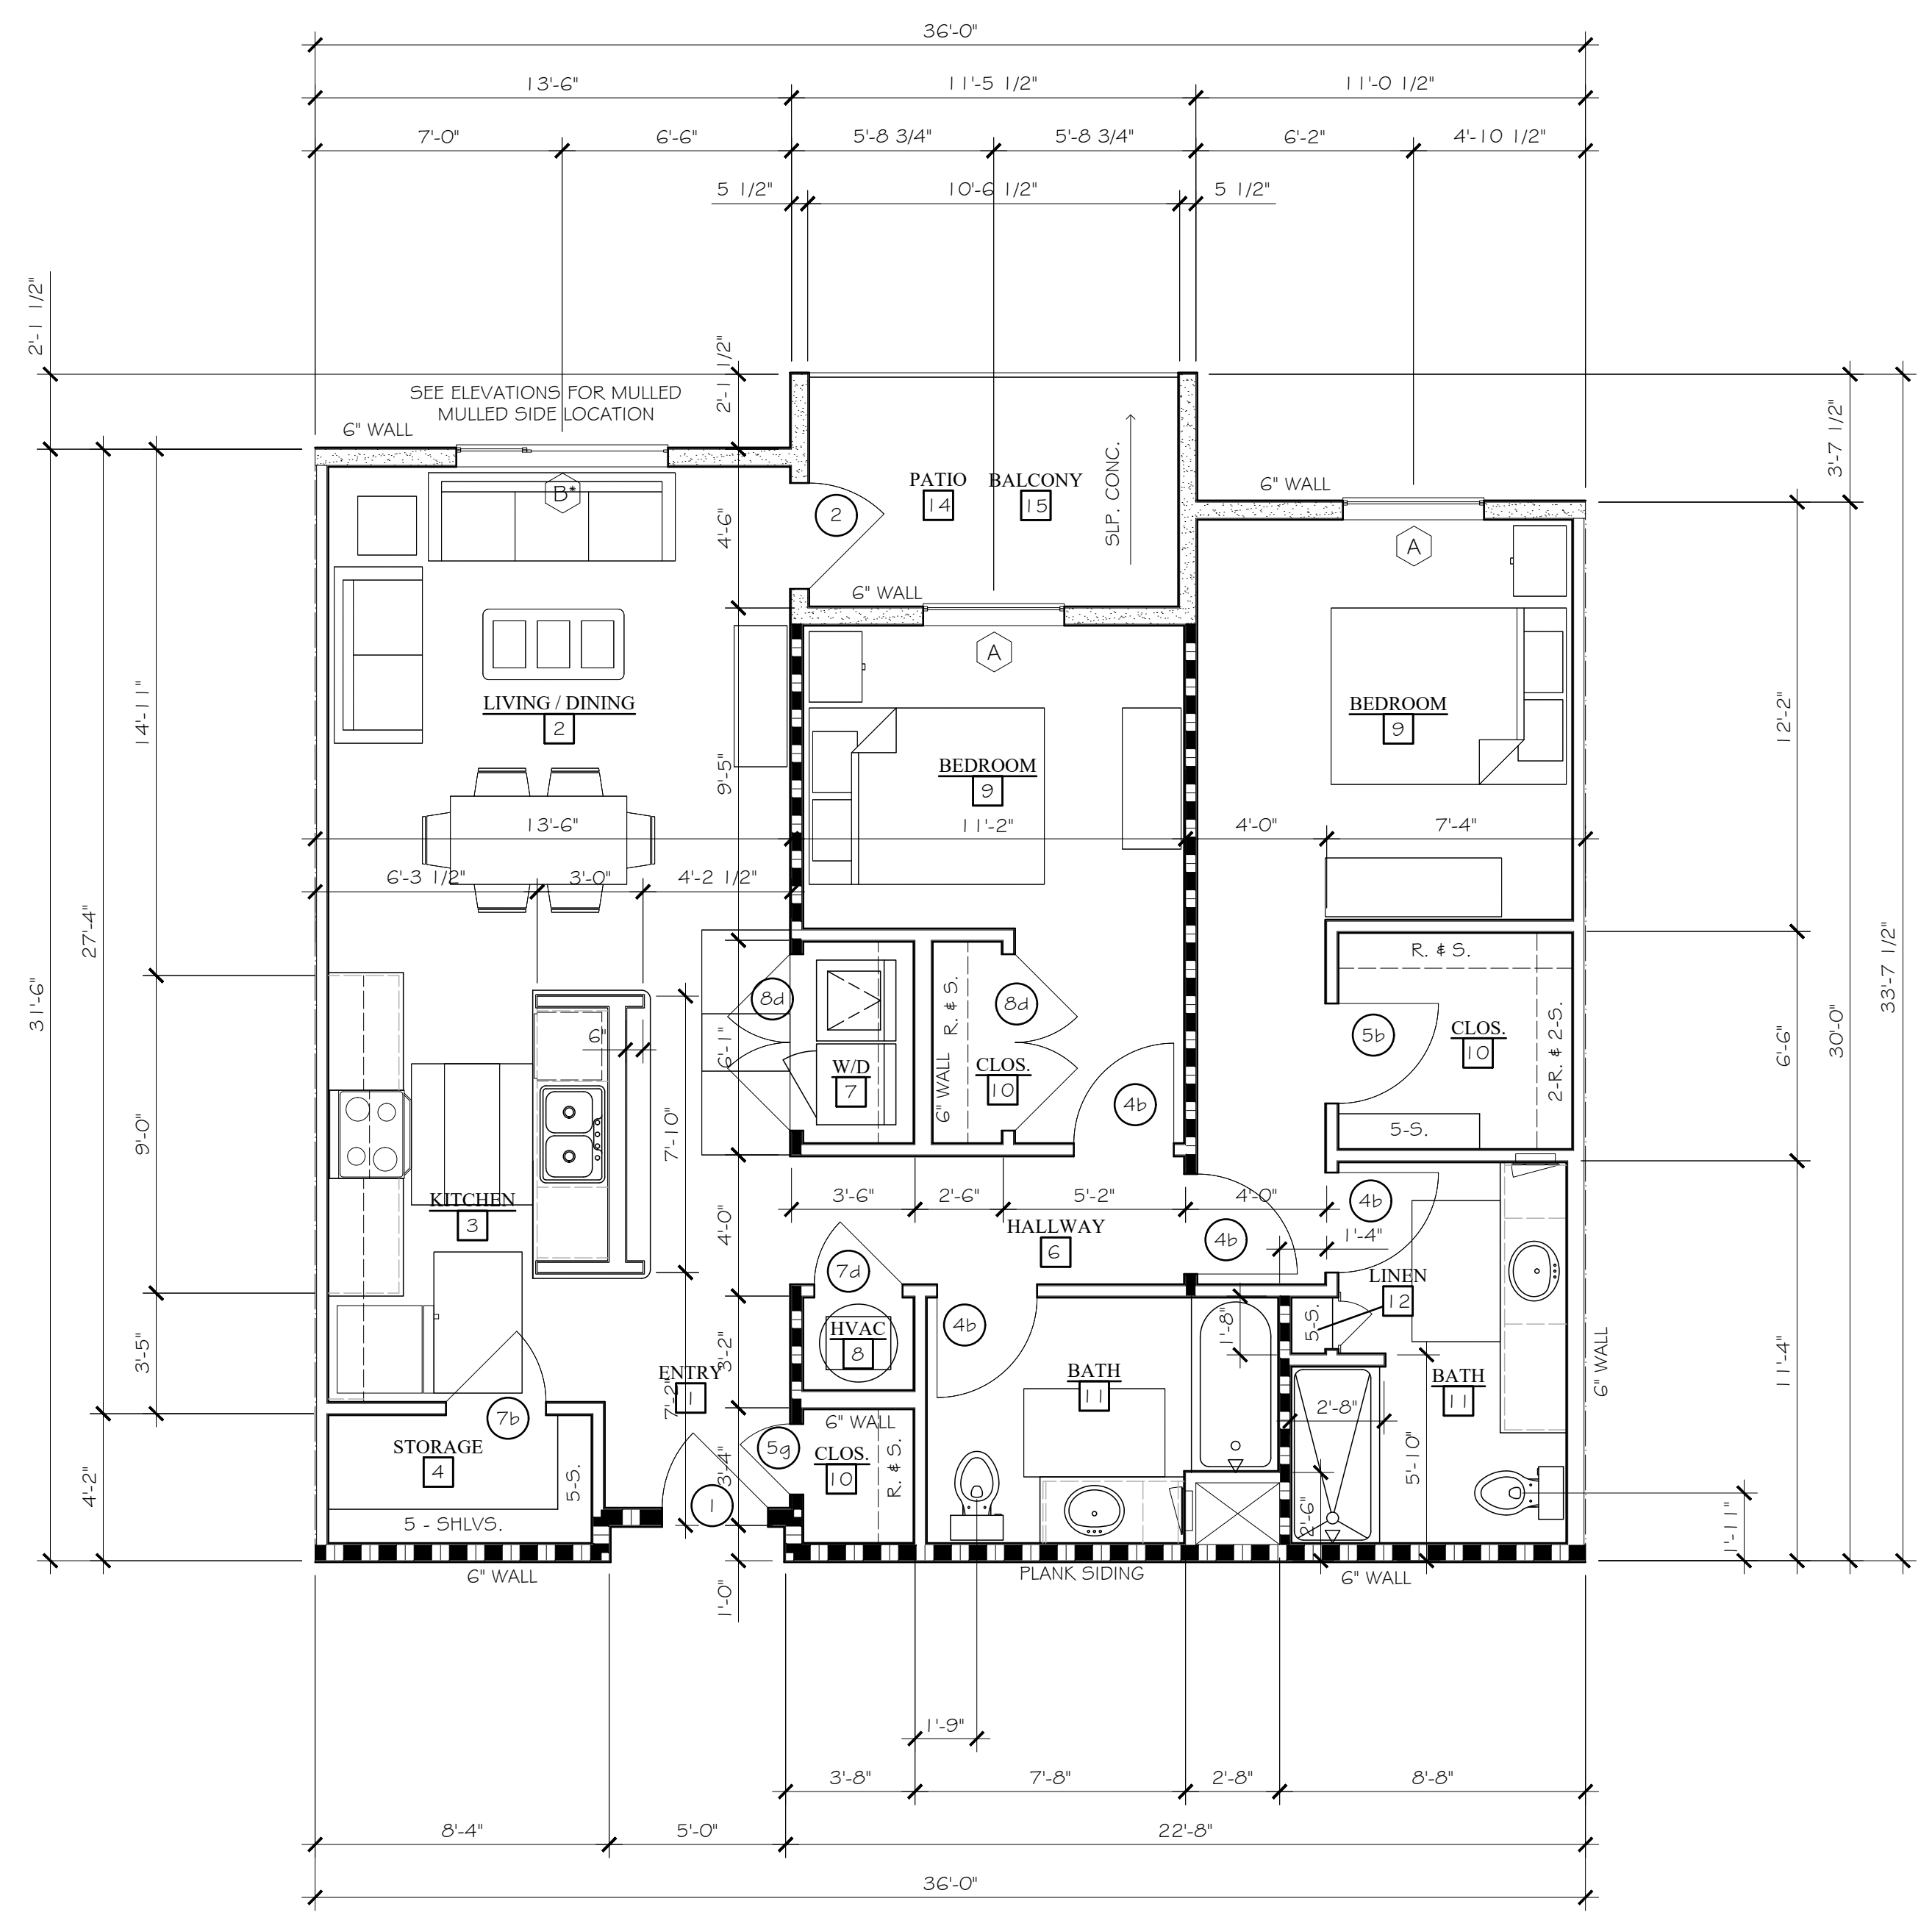 36'-0"
13'-6"
11'-5 1/2"
11'-0 1/2"
7'-0"
6'-6"
5'-8 3/4"
5'-8 3/4"
6'-2"
4'-10 1/2"
5 1/2"
10'-6 1/2"
5 1/2"
2'-1 1/2"
2'-1 1/2"
SEE ELEVATIONS FOR MULLED
MULLED SIDE LOCATION
6" WALL
3'-7 1/2"
B*
2
PATIO
14
BALCONY
15
SLP. CONC.
6" WALL
A
4'-6"
6" WALL
A
LIVING / DINING
2
14'-11"
9'-5"
BEDROOM
9
BEDROOM
9
12'-2"
13'-6"
11'-2"
4'-0"
7'-4"
6'-3 1/2"
3'-0"
4'-2 1/2"
27'-4"
31'-6"
R. & S.
8d
R. & S.
8d
6"
6'-1"
5b
CLOS.
10
2-R. & 2-S.
6'-6"
30'-0"
33'-7 1/2"
W/D
7
6" WALL
CLOS.
10
4b
9'-0"
7'-10"
5-S.
KITCHEN
3
3'-6"
2'-6"
5'-2"
4'-0"
4b
4'-0"
HALLWAY
6
4b
1'-4"
7d
LINEN
12
4b
5-S.
1'-8"
HVAC
8
3'-5"
3'-2"
ENTRY
1
7'-2"
BATH
11
BATH
11
11'-4"
6" WALL
2'-8"
7b
6" WALL
STORAGE
4
5-S.
5g
CLOS.
10
R. & S.
3'-4"
5'-10"
4'-2"
1
2'-6"
5 - SHLVS.
1'-11"
6" WALL
PLANK SIDING
6" WALL
1'-0"
1'-9"
3'-8"
7'-8"
2'-8"
8'-8"
8'-4"
5'-0"
22'-8"
36'-0"